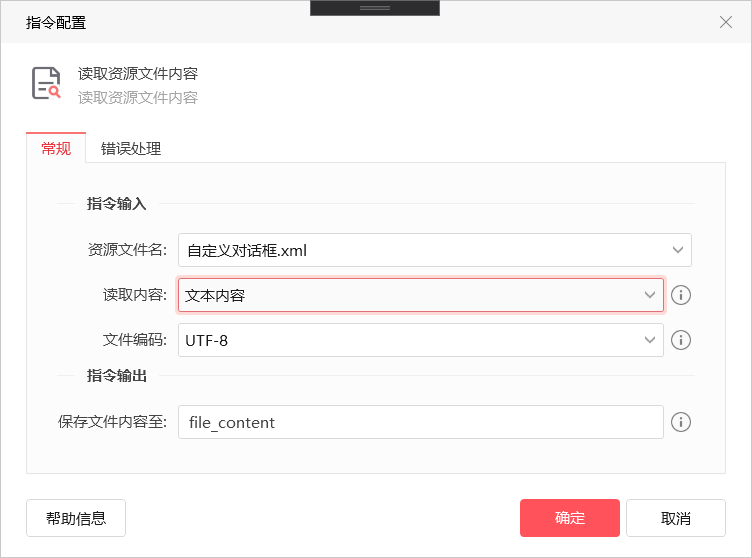 指令配置
读取资源文件内容
读取资源文件内容
常规 错误处理
指令输入
资源文件名: 自定义对话框.xml
读取内容: 文本内容
文件编码: UTF-8
指令输出
保存文件内容至: file_content
帮助信息 确定 取消